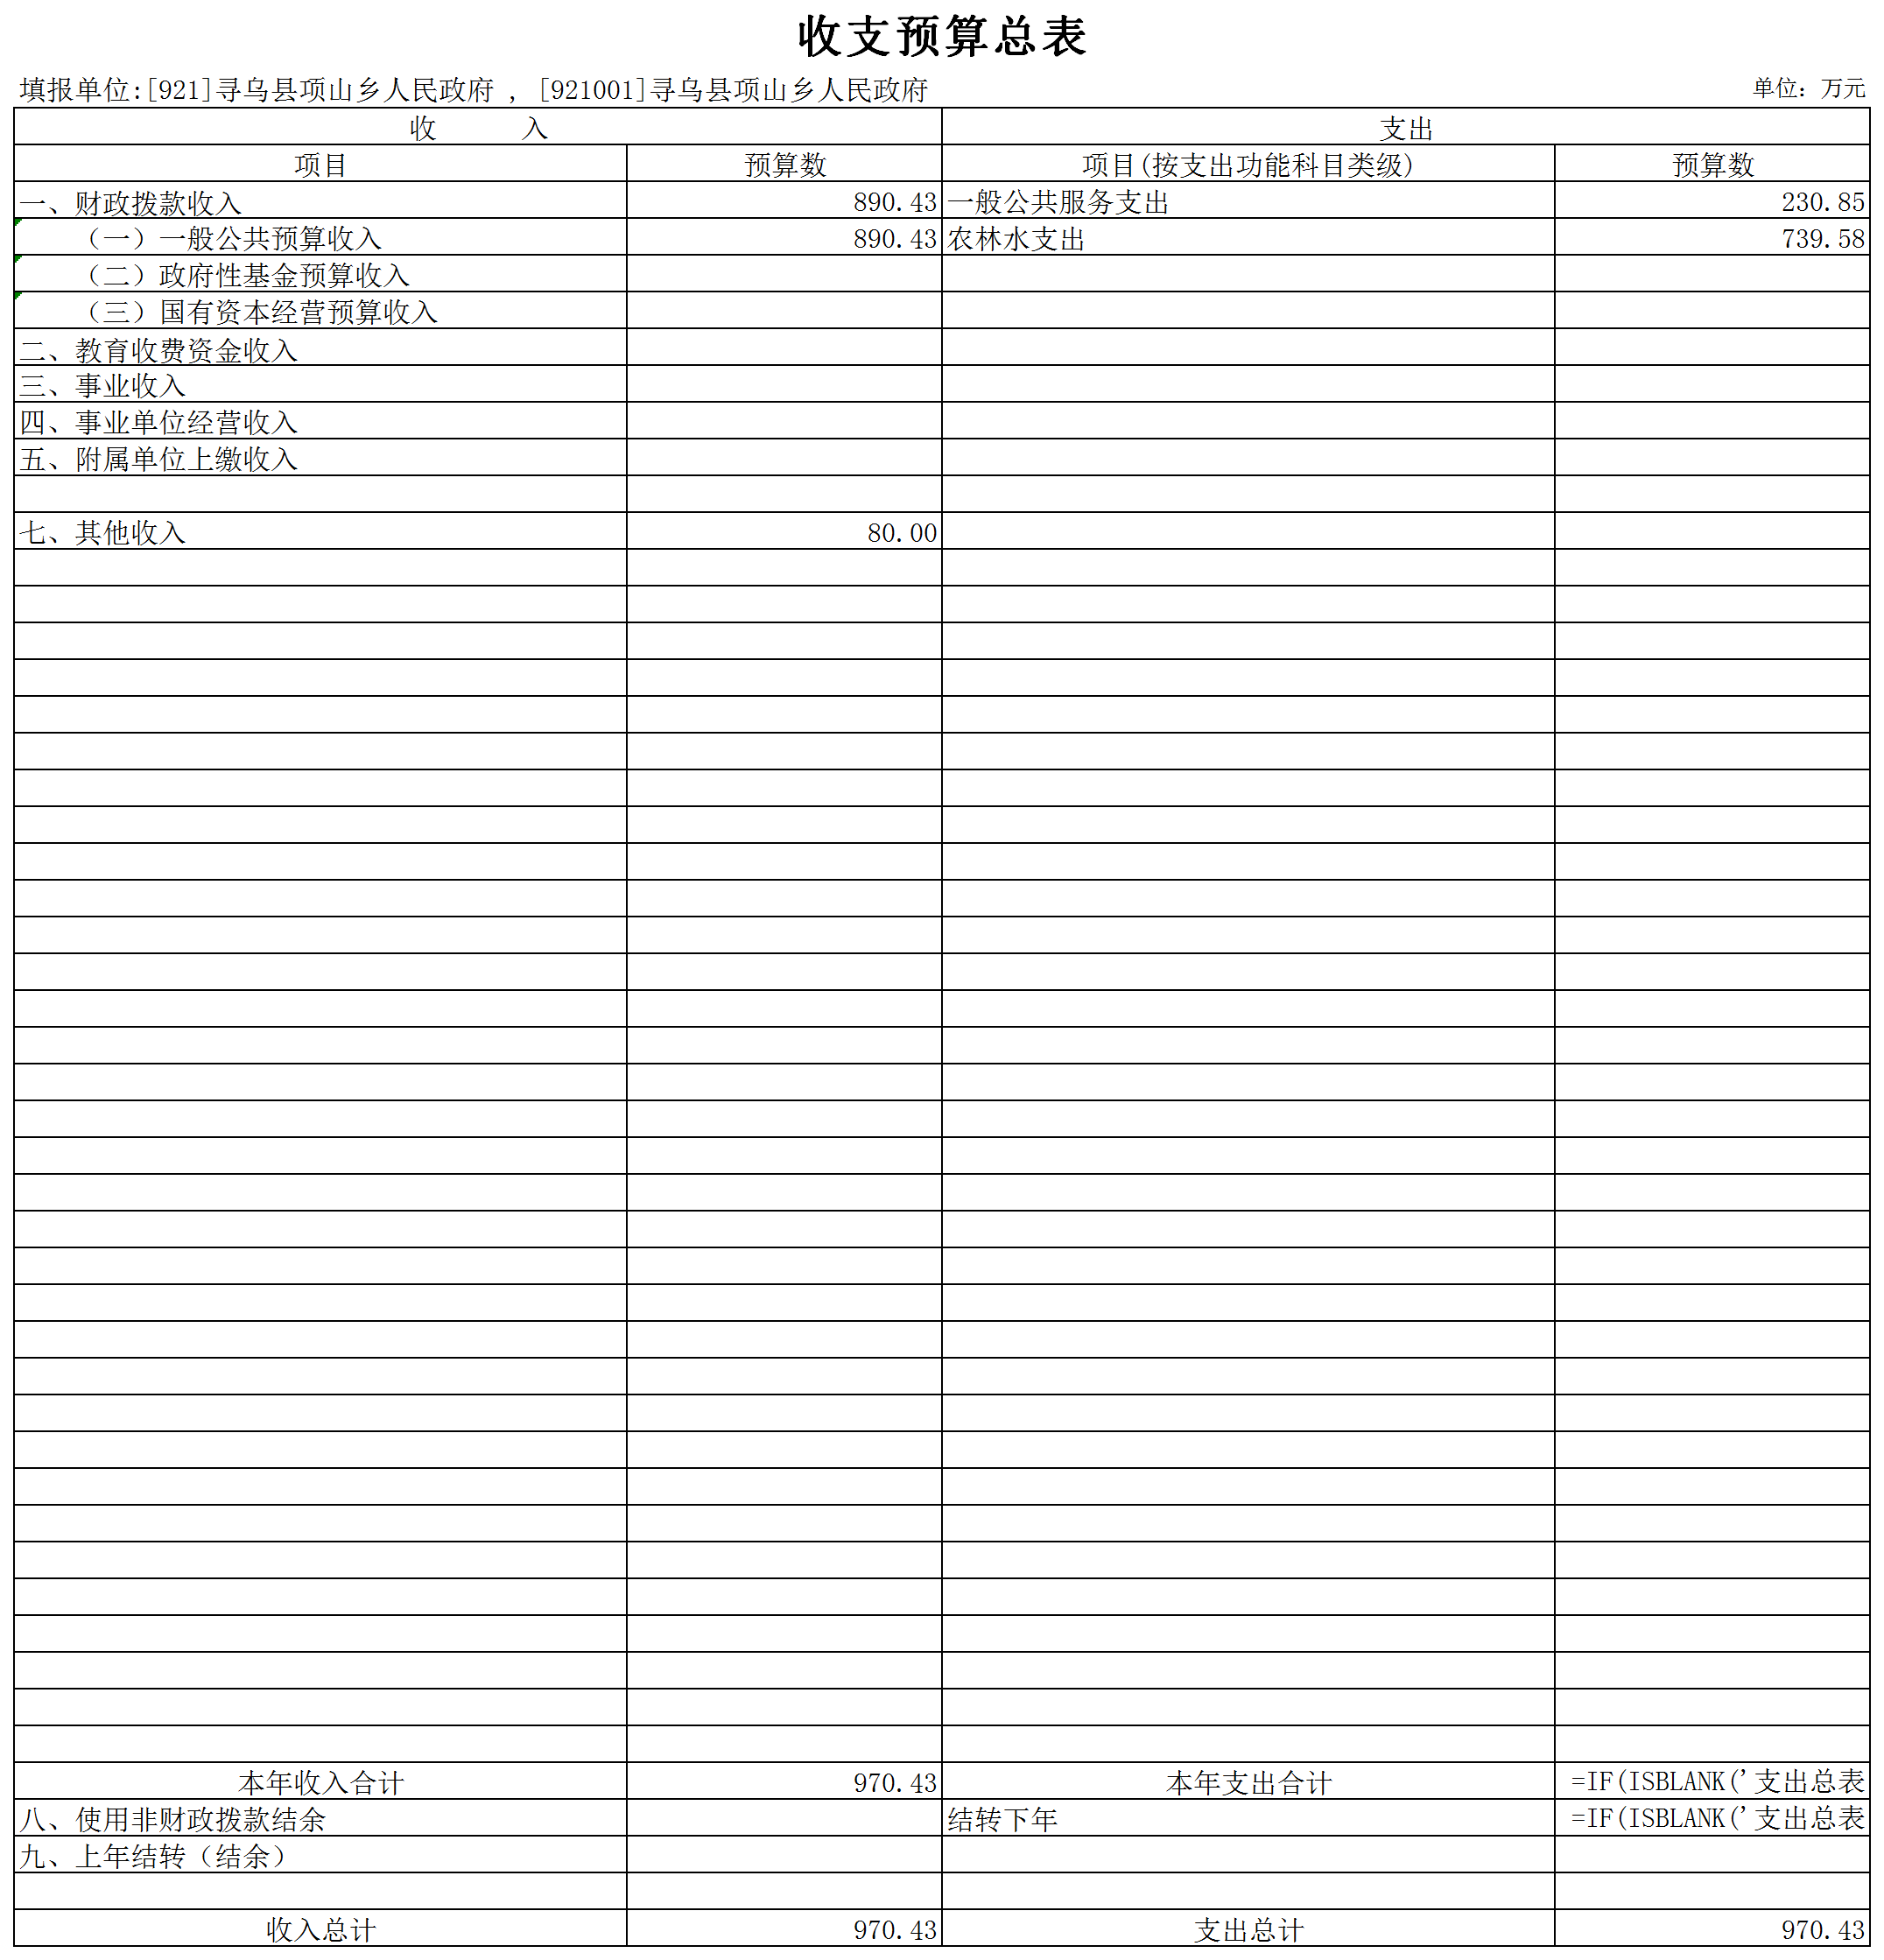 收支预算总表
填报单位:[921]寻乌县项山乡人民政府 , [921001]寻乌县项山乡人民政府 单位：万元
收 入 支出
项目 预算数 项目(按支出功能科目类级) 预算数
一、财政拨款收入 890.43 一般公共服务支出 230.85
（一）一般公共预算收入 890.43 农林水支出 739.58
（二）政府性基金预算收入
（三）国有资本经营预算收入
二、教育收费资金收入
三、事业收入
四、事业单位经营收入
五、附属单位上缴收入
七、其他收入 80.00
本年收入合计 970.43 本年支出合计 =IF(ISBLANK('支出总表
八、使用非财政拨款结余 结转下年 =IF(ISBLANK('支出总表
九、上年结转（结余）
收入总计 970.43 支出总计 970.43